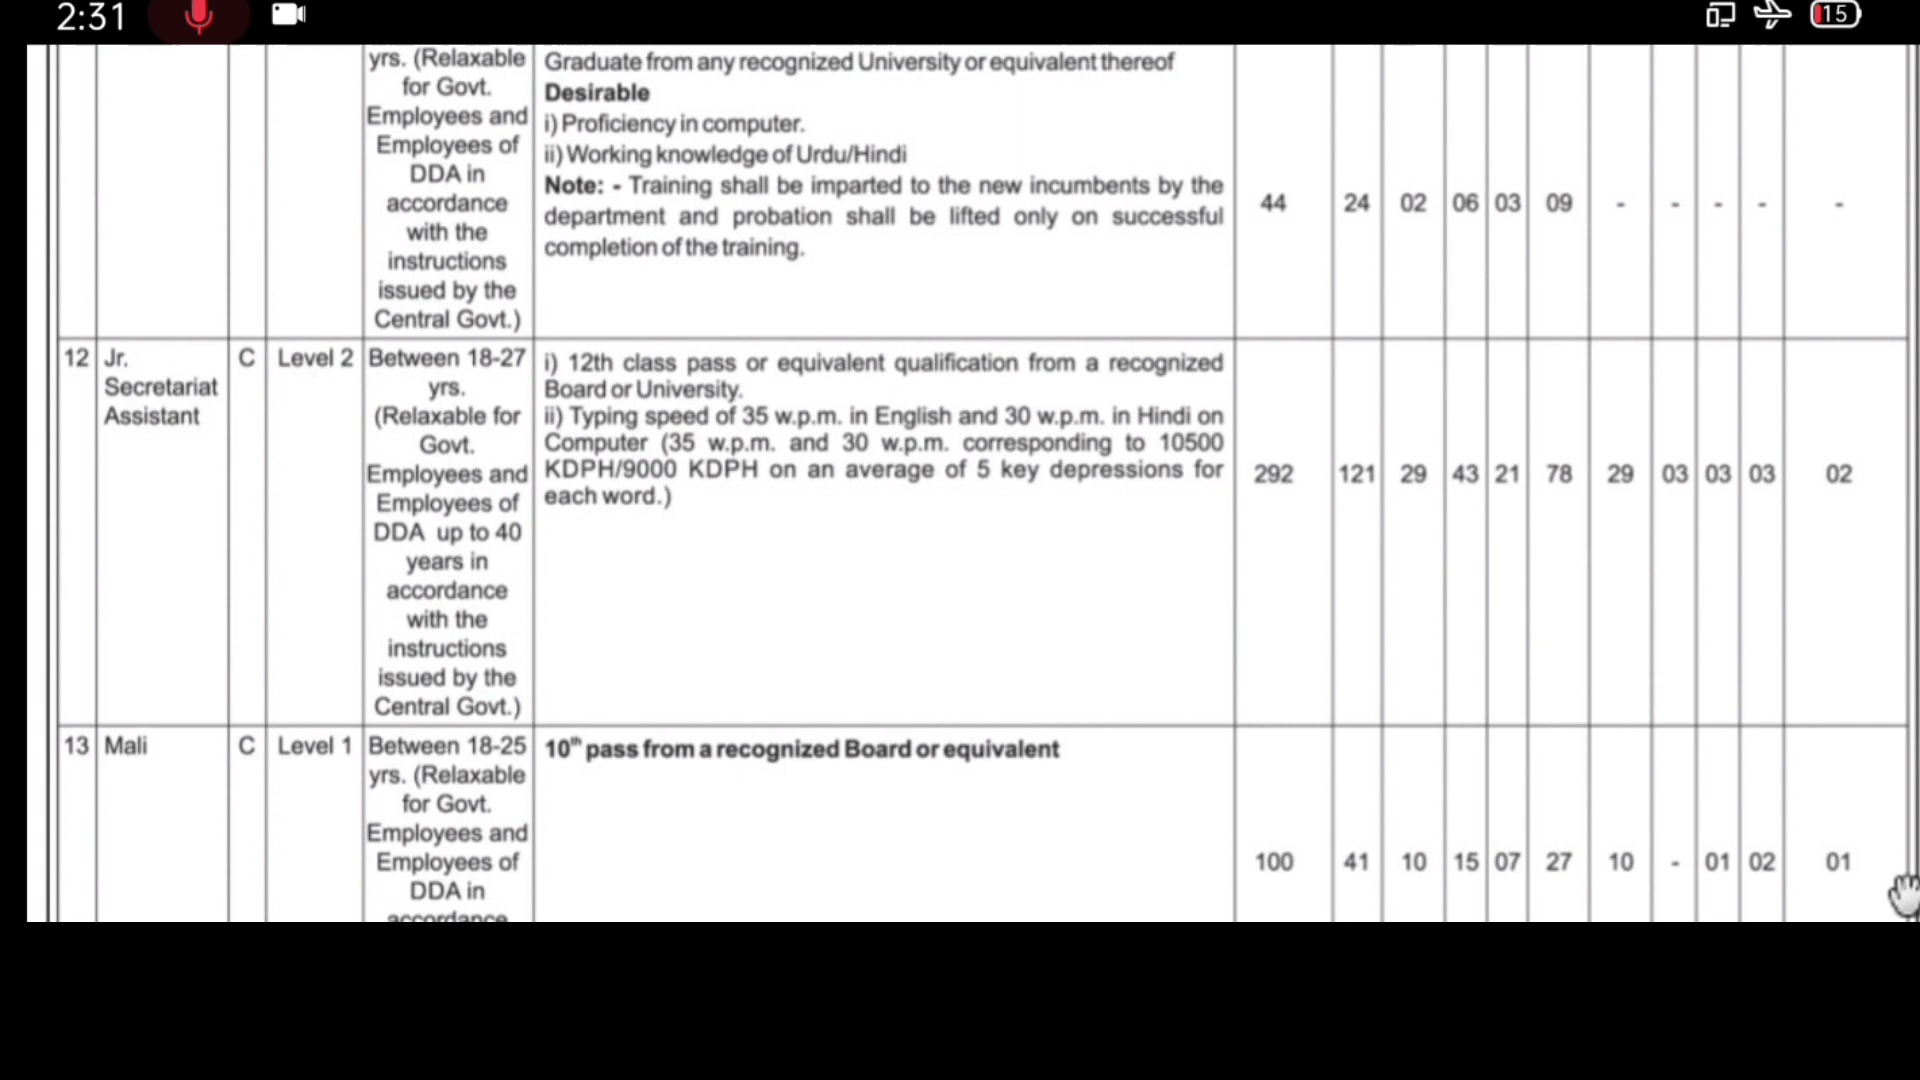 2:31
15
yrs. (Relaxable
for Govt.
Employees and
Employees of
DDA in
accordance
with the
instructions
issued by the
Central Govt.)
Graduate from any recognized University or equivalent thereof
Desirable
i) Proficiency in computer.
ii) Working knowledge of Urdu/Hindi
Note: - Training shall be imparted to the new incumbents by the
department and probation shall be lifted only on successful
completion of the training.
44 24 02 06 03 09 - - - - -
12 Jr.
Secretariat
Assistant
C Level 2
Between 18-27
yrs.
(Relaxable for
Govt.
Employees and
Employees of
DDA up to 40
years in
accordance
with the
instructions
issued by the
Central Govt.)
i) 12th class pass or equivalent qualification from a recognized
Board or University.
ii) Typing speed of 35 w.p.m. in English and 30 w.p.m. in Hindi on
Computer (35 w.p.m. and 30 w.p.m. corresponding to 10500
KDPH/9000 KDPH on an average of 5 key depressions for
each word.)
292 121 29 43 21 78 29 03 03 03 02
13 Mali
C Level 1
Between 18-25
yrs. (Relaxable
for Govt.
Employees and
Employees of
DDA in
accordance
10th pass from a recognized Board or equivalent
100 41 10 15 07 27 10 - 01 02 01